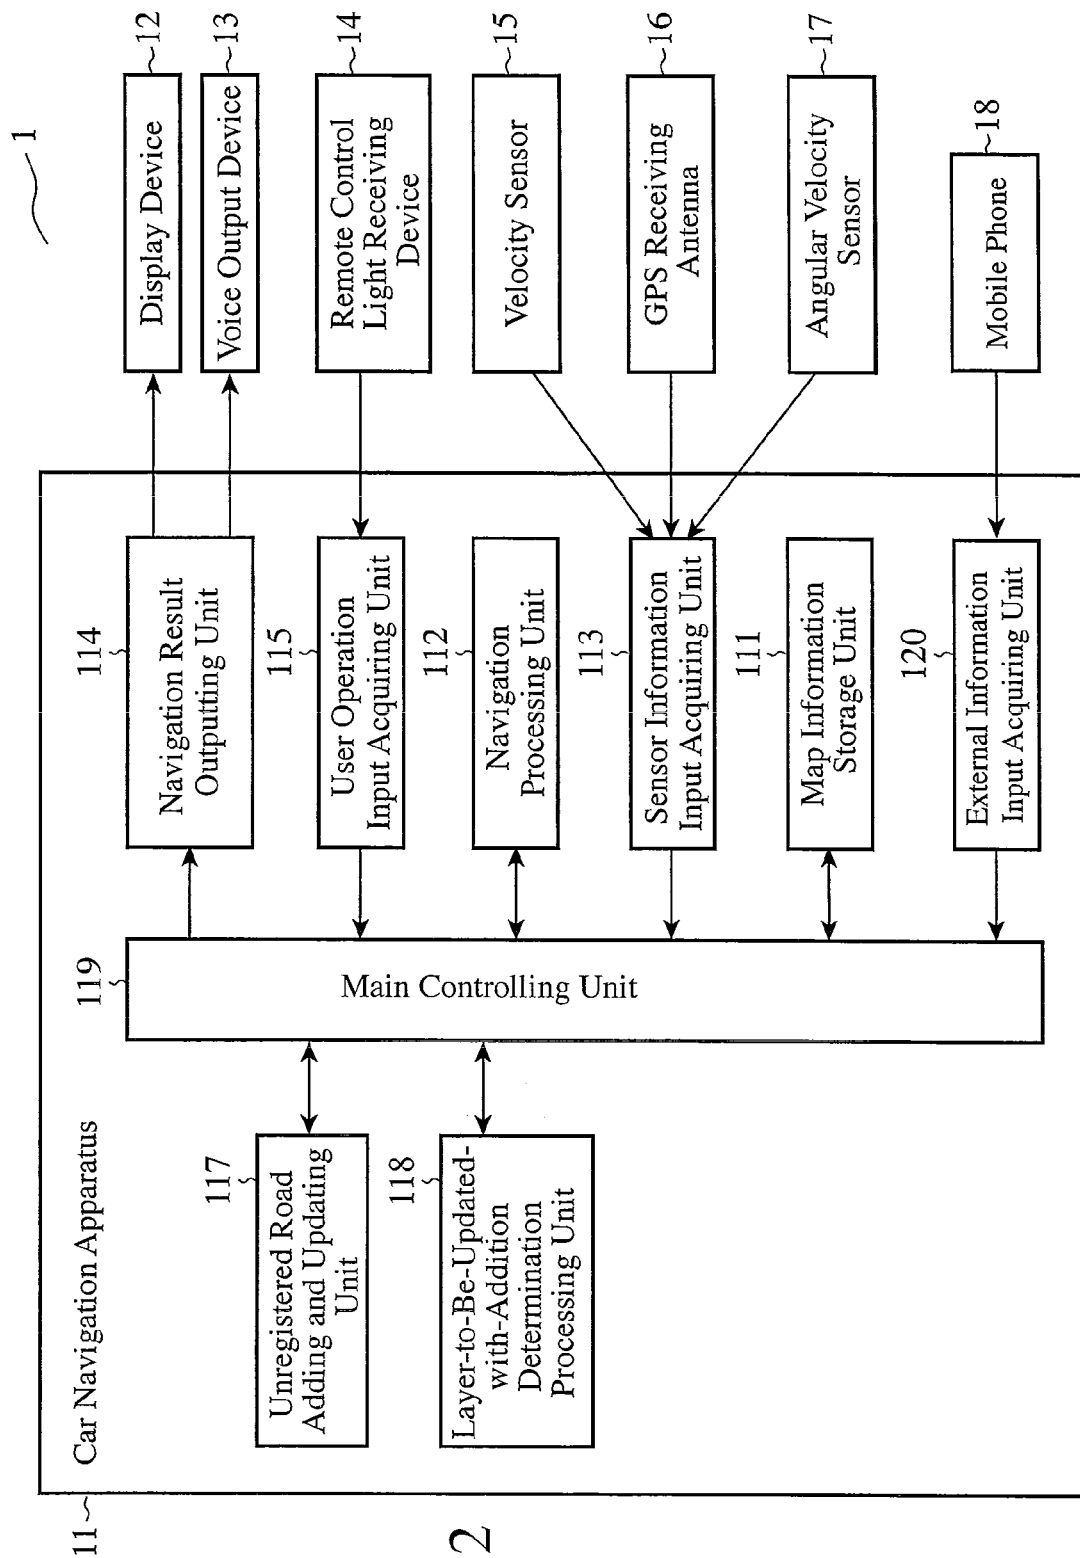 1
11
Car Navigation Apparatus
117
Unregistered Road
Adding and Updating
Unit
118
Layer-to-Be-Updated-
with-Addition
Determination
Processing Unit
119
Main Controlling Unit
114
Navigation Result
Outputting Unit
115
User Operation
Input Acquiring Unit
112
Navigation
Processing Unit
113
Sensor Information
Input Acquiring Unit
111
Map Information
Storage Unit
120
External Information
Input Acquiring Unit
Display Device
12
Voice Output Device
13
Remote Control
Light Receiving
Device
14
Velocity Sensor
15
GPS Receiving
Antenna
16
Angular Velocity
Sensor
17
Mobile Phone
18
2